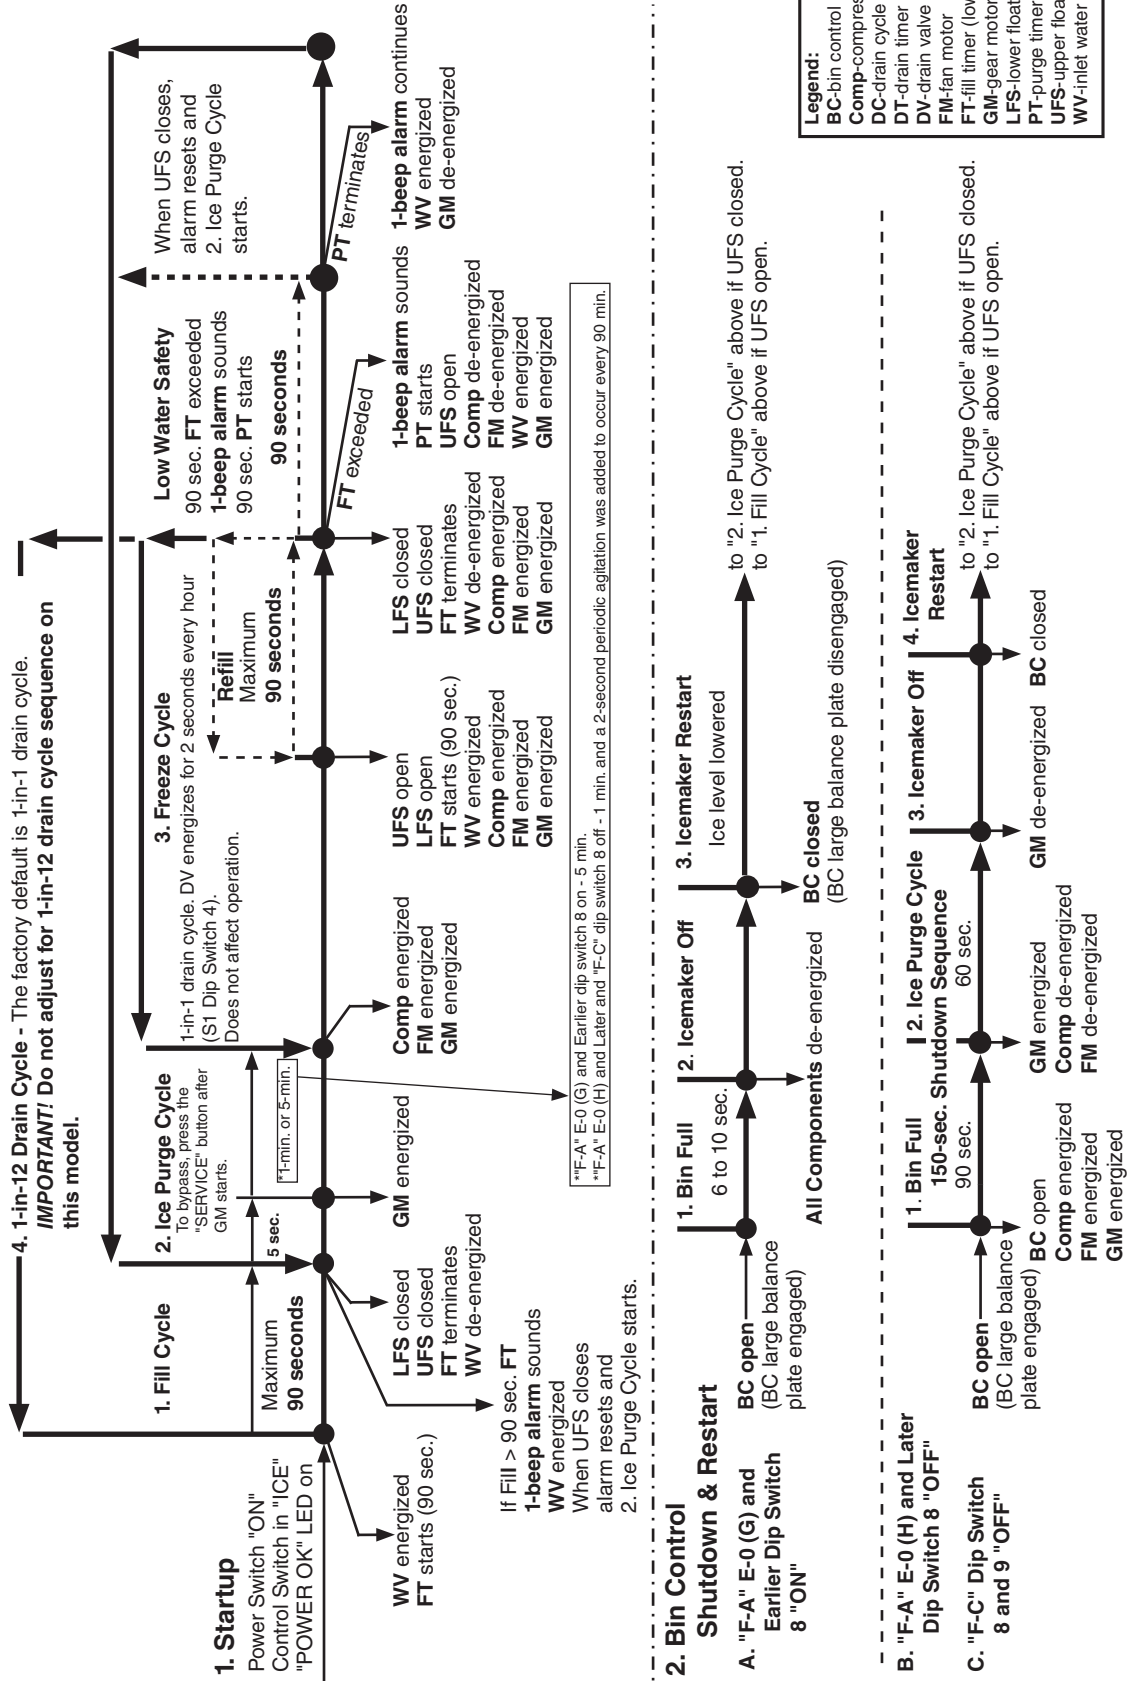 4. 1-in-12 Drain Cycle - The factory default is 1-in-1 drain cycle.
IMPORTANT! Do not adjust for 1-in-12 drain cycle sequence on
this model.
1. Startup
Power Switch "ON"
Control Switch in "ICE"
"POWER OK" LED on
1. Fill Cycle
Maximum
90 seconds
WV energized
FT starts (90 sec.)
If Fill > 90 sec. FT
1-beep alarm sounds
WV energized
When UFS closes
alarm resets and
2. Ice Purge Cycle starts.
LFS closed
UFS closed
FT terminates
WV de-energized
2. Ice Purge Cycle
To bypass, press the
"SERVICE" button after
GM starts.
5 sec.
*1-min. or 5-min.
GM energized
Comp energized
FM energized
GM energized
3. Freeze Cycle
1-in-1 drain cycle. DV energizes for 2 seconds every hour
(S1 Dip Switch 4).
Does not affect operation.
UFS open
LFS open
FT starts (90 sec.)
WV energized
Comp energized
FM energized
GM energized
Refill
Maximum
90 seconds
LFS closed
UFS closed
FT terminates
WV de-energized
Comp energized
FM energized
GM energized
Low Water Safety
90 sec. FT exceeded
1-beep alarm sounds
90 sec. PT starts
90 seconds
FT exceeded
1-beep alarm sounds
PT starts
UFS open
Comp de-energized
FM de-energized
WV energized
GM energized
When UFS closes,
alarm resets and
2. Ice Purge Cycle
starts.
PT terminates
1-beep alarm continues
WV energized
GM de-energized
*"F-A" E-0 (G) and Earlier dip switch 8 on - 5 min.
*"F-A" E-0 (H) and Later and "F-C" dip switch 8 off - 1 min. and a 2-second periodic agitation was added to occur every 90 min.
2. Bin Control
Shutdown & Restart
A. "F-A" E-0 (G) and
Earlier Dip Switch
8 "ON"
BC open
(BC large balance
plate engaged)
1. Bin Full
6 to 10 sec.
2. Icemaker Off
All Components de-energized
3. Icemaker Restart
Ice level lowered
BC closed
(BC large balance plate disengaged)
to "2. Ice Purge Cycle" above if UFS closed.
to "1. Fill Cycle" above if UFS open.
B. "F-A" E-0 (H) and Later
Dip Switch 8 "OFF"
C. "F-C" Dip Switch
8 and 9 "OFF"
BC open
(BC large balance
plate engaged)
1. Bin Full
150-sec. Shutdown Sequence
90 sec.
BC open
Comp energized
FM energized
GM energized
2. Ice Purge Cycle
60 sec.
GM energized
Comp de-energized
FM de-energized
3. Icemaker Off
GM de-energized
4. Icemaker
Restart
BC closed
to "2. Ice Purge Cycle" above if UFS closed.
to "1. Fill Cycle" above if UFS open.
Legend:
BC-bin control
Comp-compres
DC-drain cycle
DT-drain timer
DV-drain valve
FM-fan motor
FT-fill timer (low
GM-gear motor
LFS-lower float
PT-purge timer
UFS-upper floa
WV-inlet water